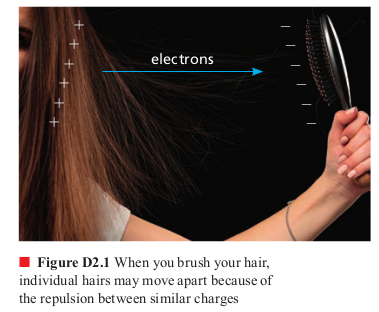 electrons
■ Figure D2.1 When you brush your hair,
individual hairs may move apart because of
the repulsion between similar charges